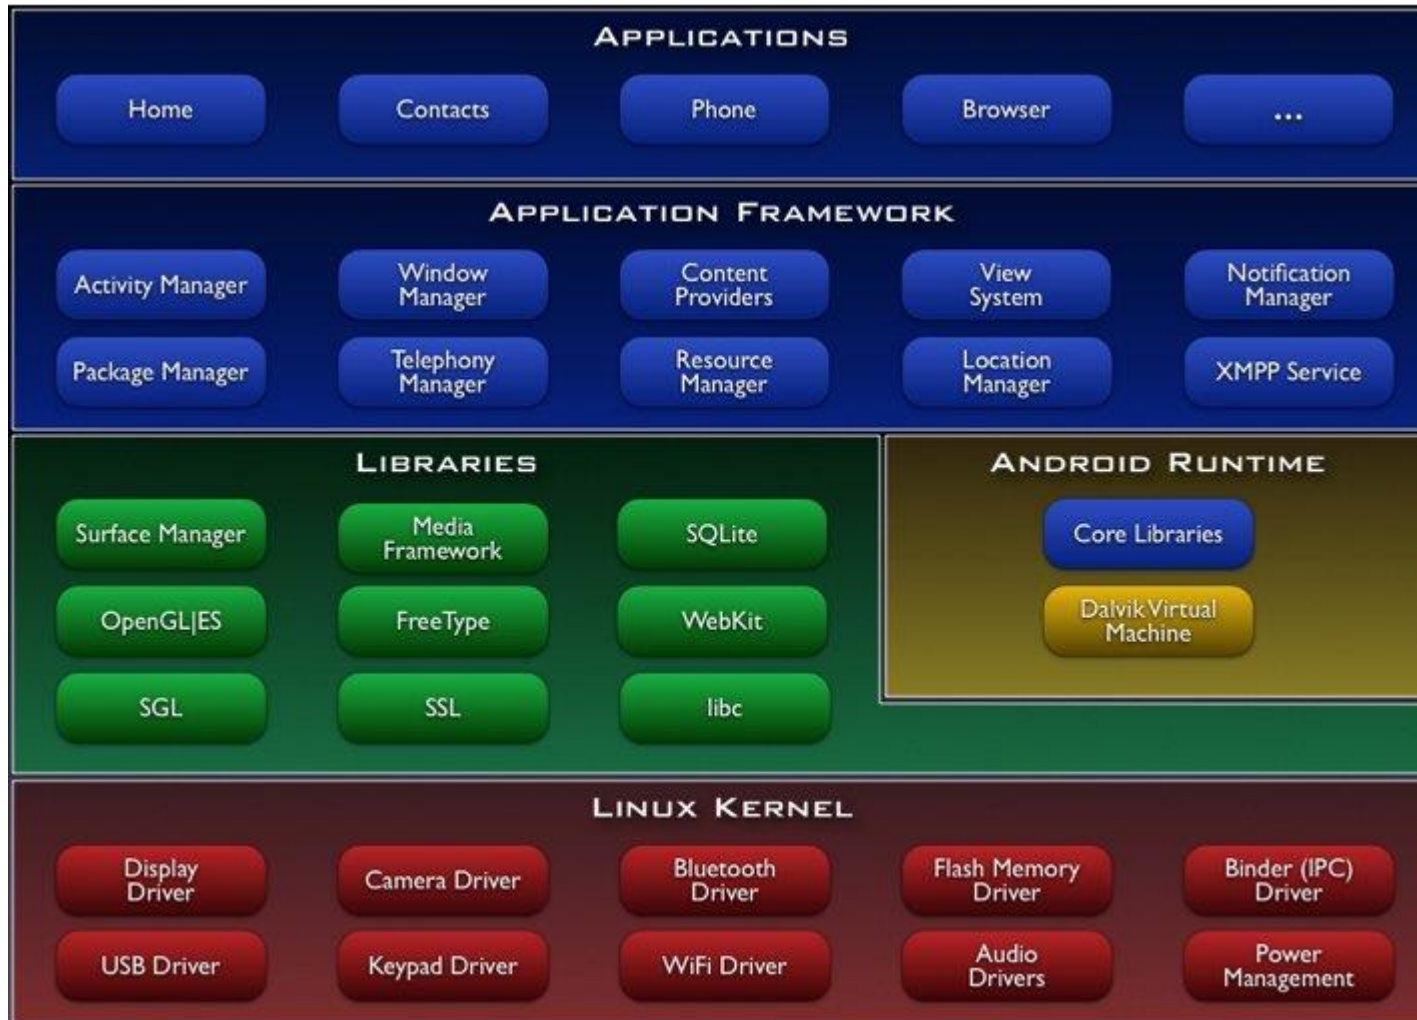 APPLICATIONS
Home
Contacts
Phone
Browser
...
APPLICATION FRAMEWORK
Activity Manager
Window
Manager
Content
Providers
View
System
Notification
Manager
Package Manager
Telephony
Manager
Resource
Manager
Location
Manager
XMPP Service
LIBRARIES
Surface Manager
Media
Framework
SQLite
OpenGL|ES
FreeType
WebKit
SGL
SSL
libc
ANDROID RUNTIME
Core Libraries
Dalvik Virtual
Machine
LINUX KERNEL
Display
Driver
Camera Driver
Bluetooth
Driver
Flash Memory
Driver
Binder (IPC)
Driver
USB Driver
Keypad Driver
WiFi Driver
Audio
Drivers
Power
Management